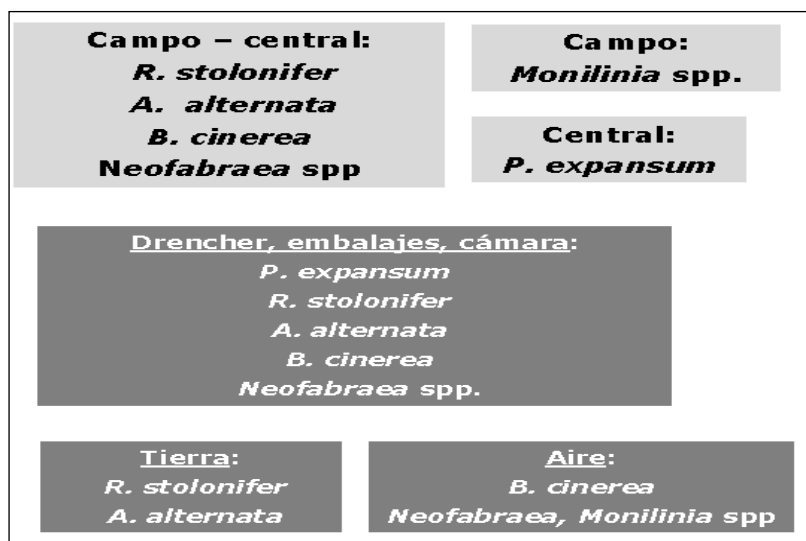 Campo – central:
R. stolonifer
A. alternata
B. cinerea
Neofabraea spp
Campo:
Monilinia spp.
Central:
P. expansum
Drencher, embalajes, cámara:
P. expansum
R. stolonifer
A. alternata
B. cinerea
Neofabraea spp.
Tierra:
R. stolonifer
A. alternata
Aire:
B. cinerea
Neofabraea, Monilinia spp